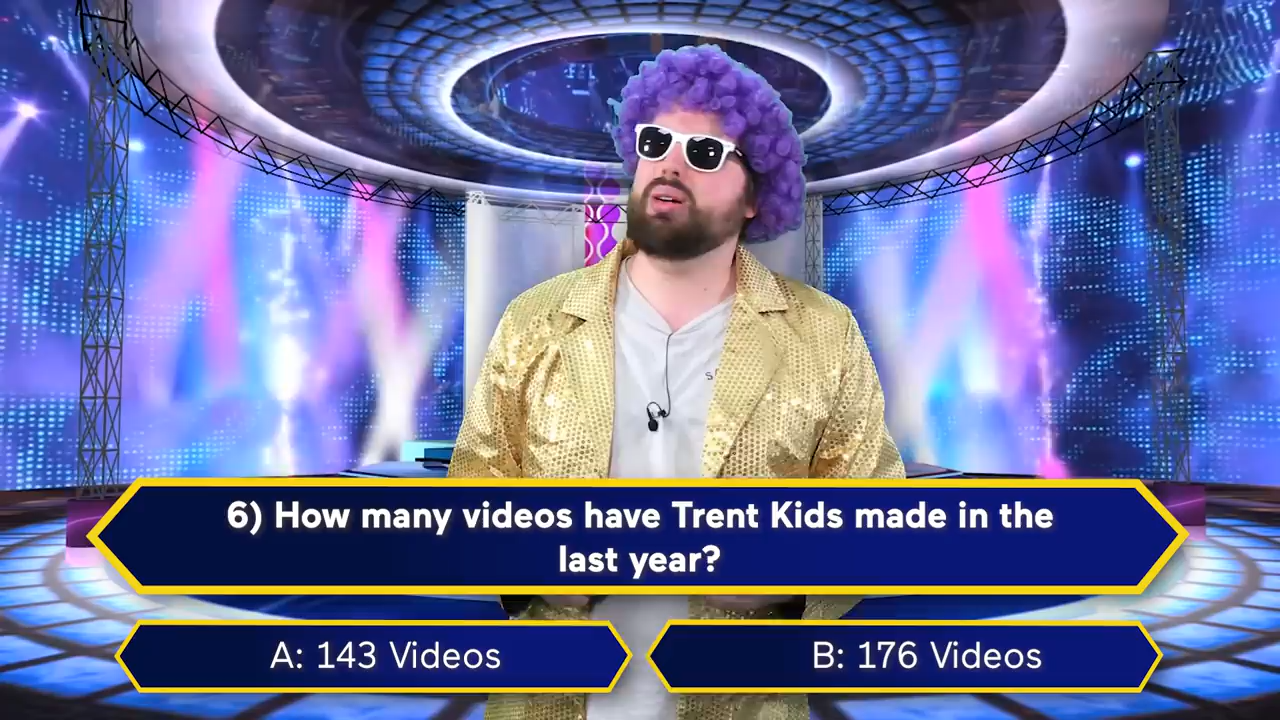 6) How many videos have Trent Kids made in the
last year?
A: 143 Videos
B: 176 Videos